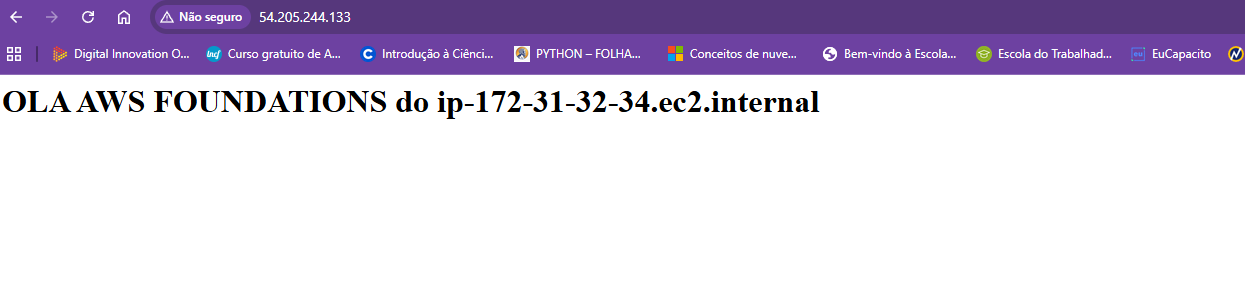 Não seguro 54.205.244.133
Digital Innovation O... Curso gratuito de A... Introdução à Ciênci... PYTHON – FOLHA... Conceitos de nuve... Bem-vindo à Escola... Escola do Trabalhad... EuCapacito
OLA AWS FOUNDATIONS do ip-172-31-32-34.ec2.internal